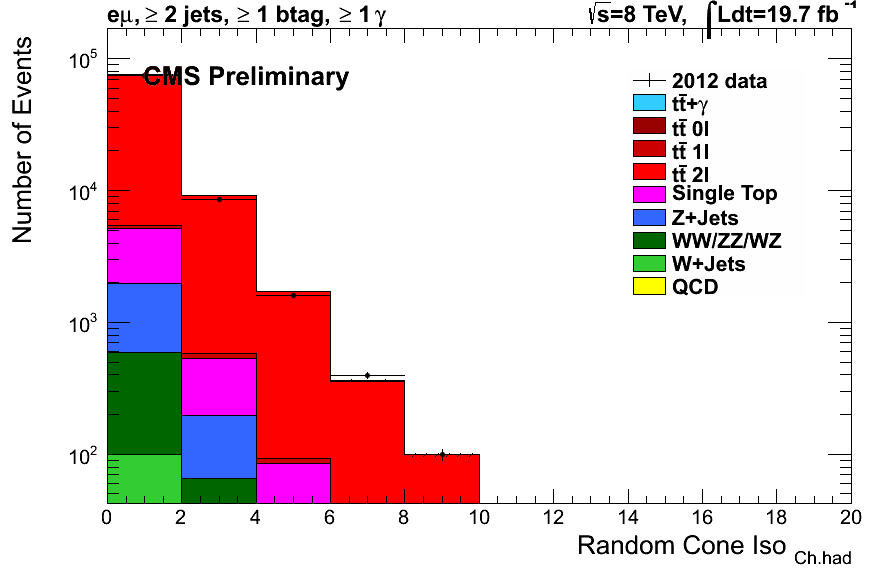 eμ, ≥ 2 jets, ≥ 1 btag, ≥ 1 γ
√s=8 TeV, ∫Ldt=19.7 fb⁻¹
CMS Preliminary
2012 data
tt̄+γ
tt̄ 0l
tt̄ 1l
tt̄ 2l
Single Top
Z+Jets
WW/ZZ/WZ
W+Jets
QCD
Number of Events
10⁵
10⁴
10³
10²
0 2 4 6 8 10 12 14 16 18 20
Random Cone Iso Ch.had